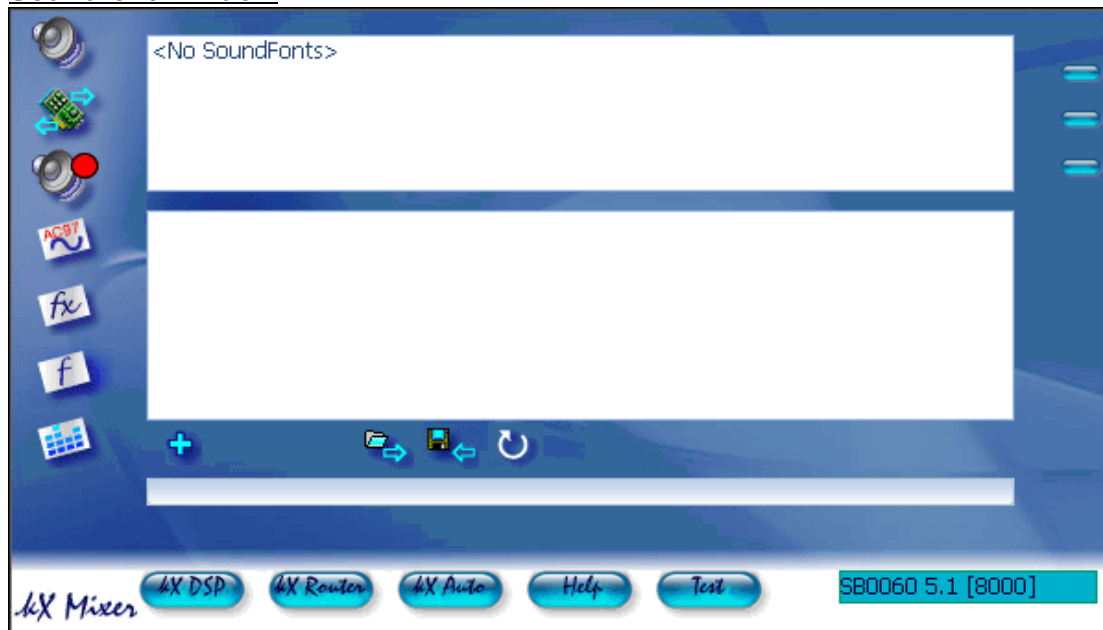 <No SoundFonts>
AC97
fx
f
kX Mixer
kX DSP
kX Router
kX Auto
Help
Test
SB0060 5.1 [8000]